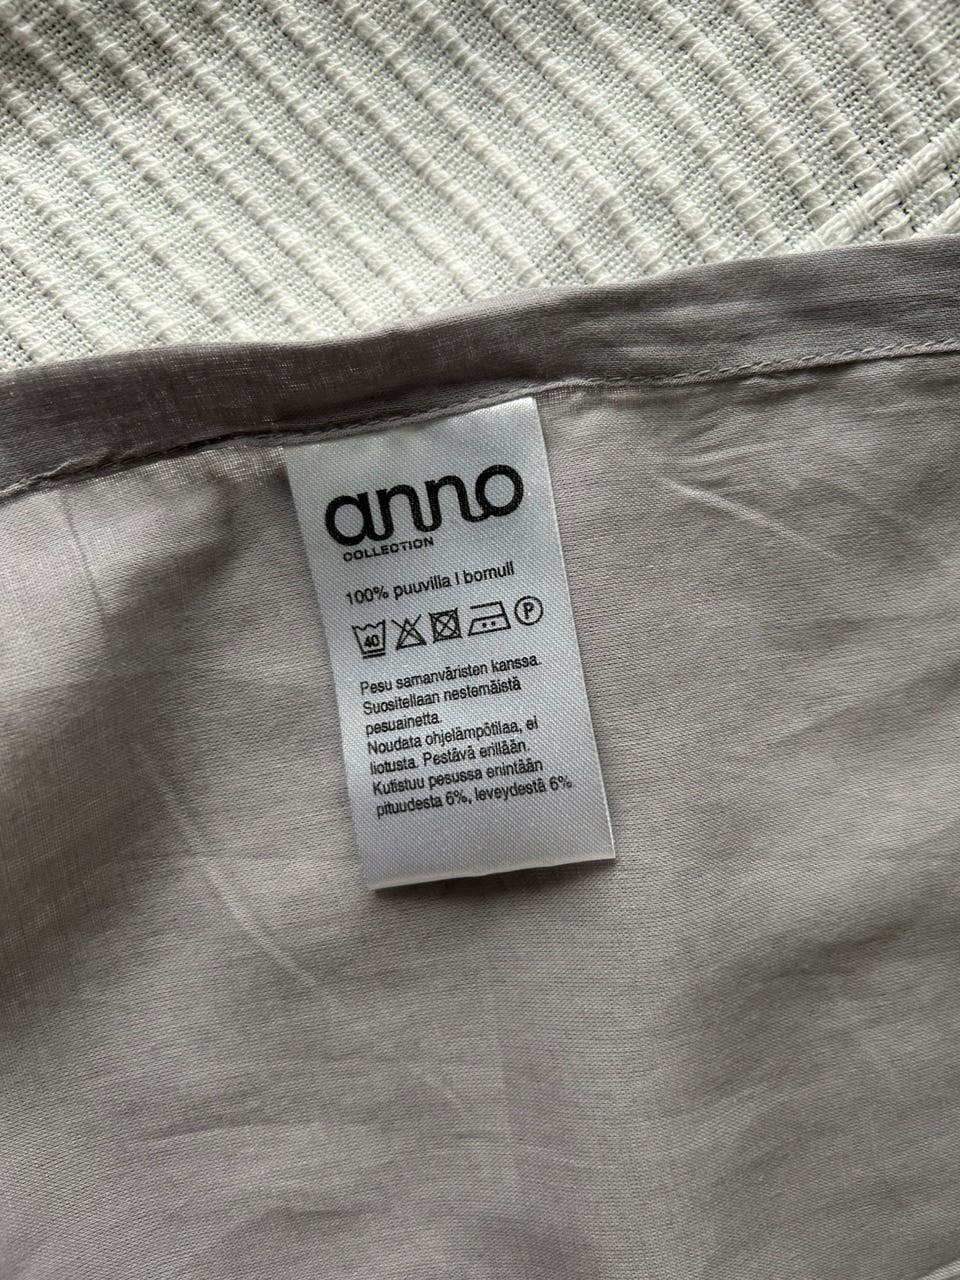 anno
COLLECTION
100% puuvilla | bomull
40 P
Pesu samanväristen kanssa.
Suositellaan nestemäistä
pesuainetta.
Noudata ohjelämpötilaa, ei
liotusta. Pestävä erillään.
Kutistuu pesussa enintään
pituudesta 6%, leveydestä 6%.